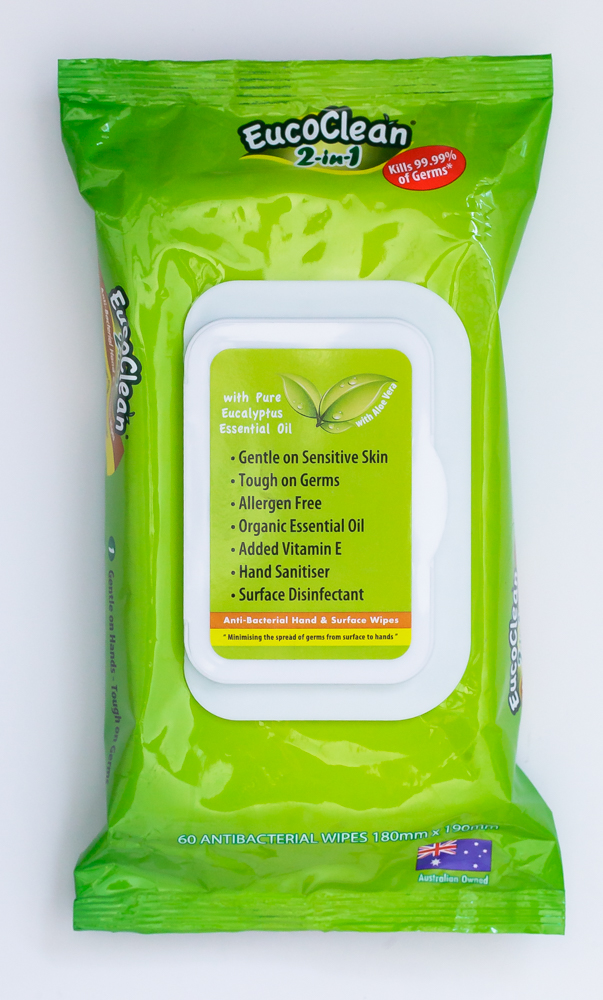 EucoClean
2-in-1
Kills 99.99%
of Germs*
with Pure
Eucalyptus
Essential Oil
with Aloe Vera
• Gentle on Sensitive Skin
• Tough on Germs
• Allergen Free
• Organic Essential Oil
• Added Vitamin E
• Hand Sanitiser
• Surface Disinfectant
Anti-Bacterial Hand & Surface Wipes
" Minimising the spread of germs from surface to hands "
EucoClean
Gentle on Hands - Tough on Germs
EucoClean
60 ANTIBACTERIAL WIPES 180mm x 190mm
Australian Owned